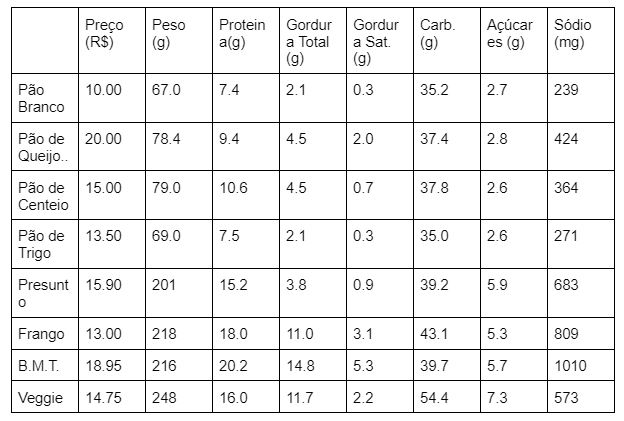 Preço Peso Protein Gordur Gordur Carb. Açúcar Sódio
(R$) (g) a(g) a Total a Sat. (g) es (g) (mg)
(g) (g)
Pão 10.00 67.0 7.4 2.1 0.3 35.2 2.7 239
Branco
Pão de 20.00 78.4 9.4 4.5 2.0 37.4 2.8 424
Queijo..
Pão de 15.00 79.0 10.6 4.5 0.7 37.8 2.6 364
Centeio
Pão de 13.50 69.0 7.5 2.1 0.3 35.0 2.6 271
Trigo
Presunt 15.90 201 15.2 3.8 0.9 39.2 5.9 683
o
Frango 13.00 218 18.0 11.0 3.1 43.1 5.3 809
B.M.T. 18.95 216 20.2 14.8 5.3 39.7 5.7 1010
Veggie 14.75 248 16.0 11.7 2.2 54.4 7.3 573